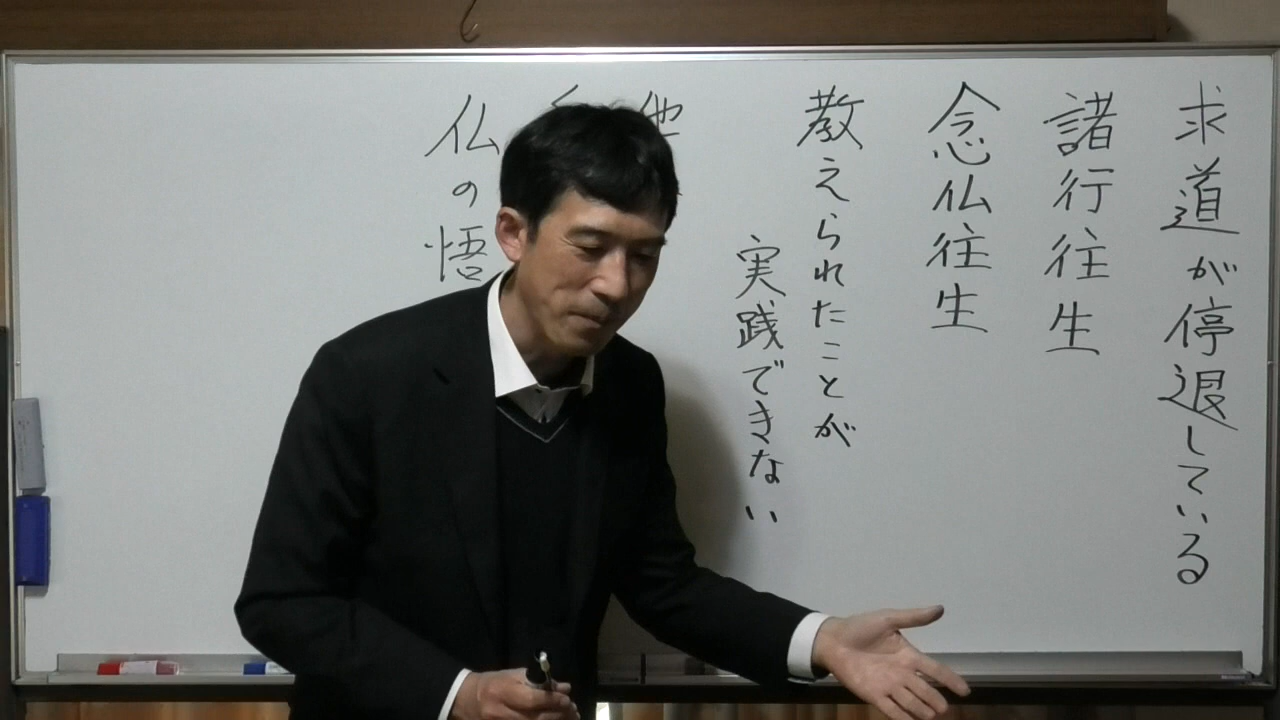 求道が停退している
諸行往生
念仏往生
教えられたことが
実践できない
仏の悟